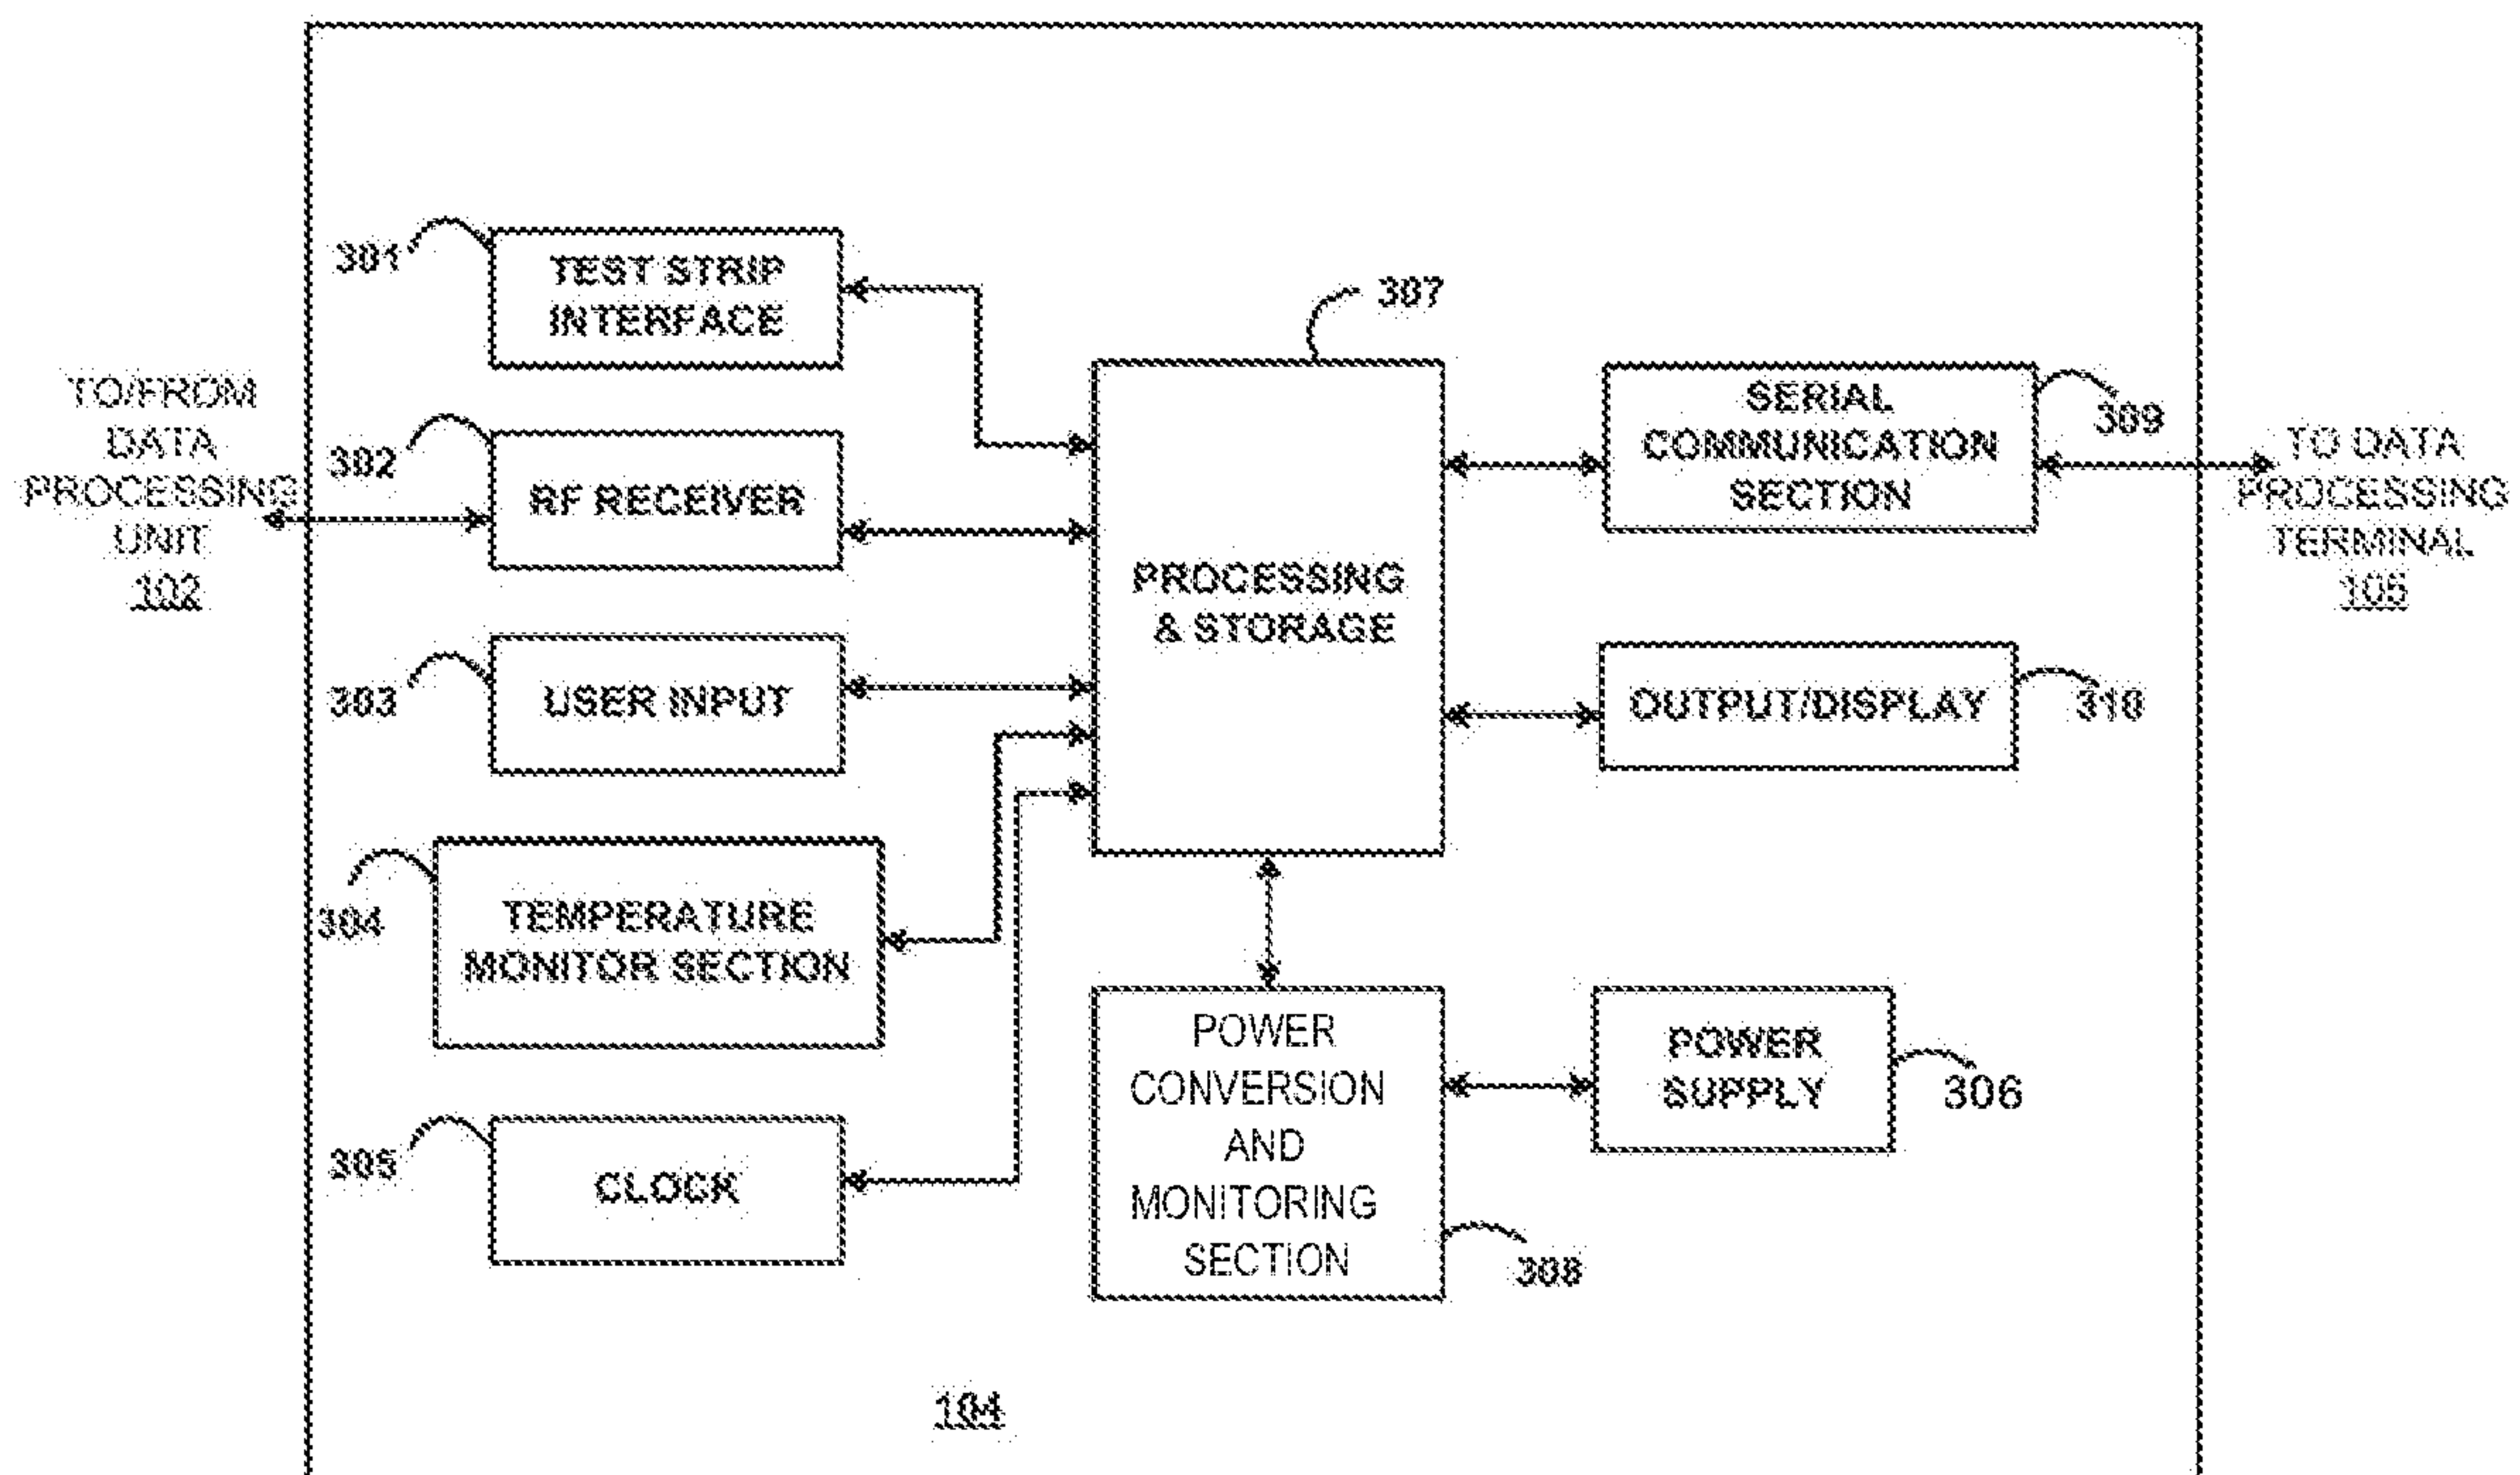 301
TEST STRIP
INTERFACE
307
TO/FROM
DATA
PROCESSING
UNIT
102
302
RF RECEIVER
PROCESSING
& STORAGE
SERIAL
COMMUNICATION
SECTION
309
TO DATA
PROCESSING
TERMINAL
105
303
USER INPUT
OUTPUT/DISPLAY
310
304
TEMPERATURE
MONITOR SECTION
POWER
CONVERSION
AND
MONITORING
SECTION
308
POWER
SUPPLY
306
305
CLOCK
104